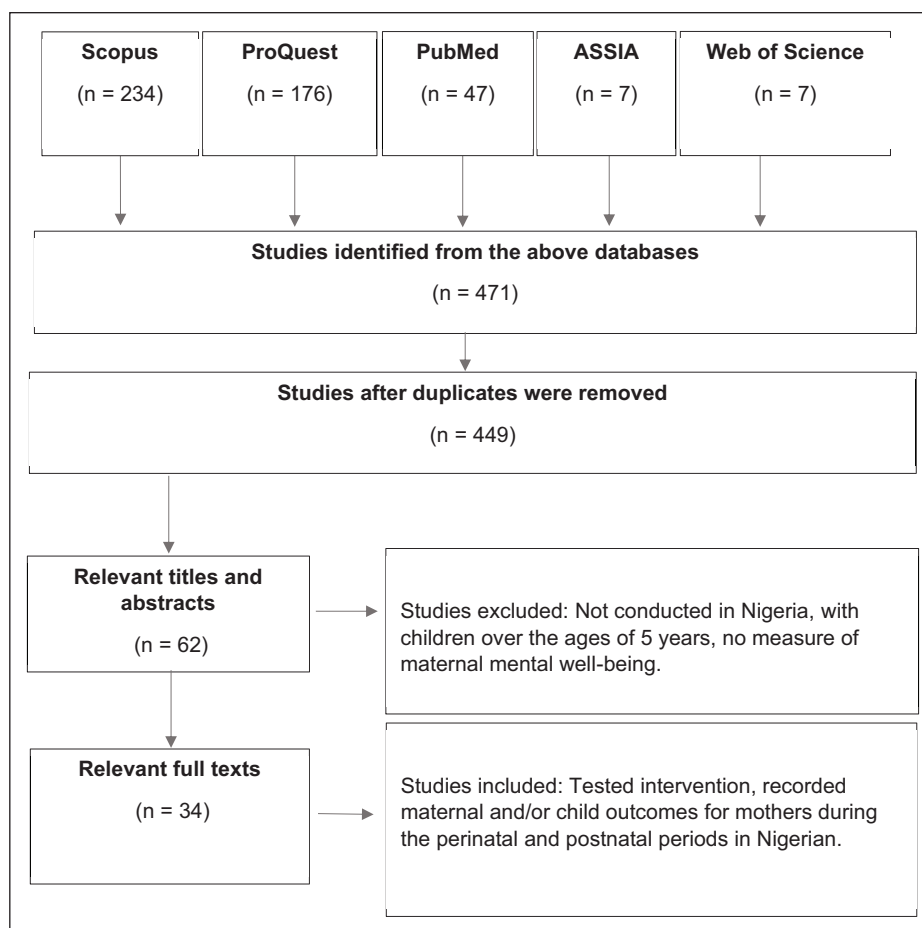 Scopus
(n = 234)
ProQuest
(n = 176)
PubMed
(n = 47)
ASSIA
(n = 7)
Web of Science
(n = 7)
Studies identified from the above databases
(n = 471)
Studies after duplicates were removed
(n = 449)
Relevant titles and
abstracts
(n = 62)
Studies excluded: Not conducted in Nigeria, with
children over the ages of 5 years, no measure of
maternal mental well-being.
Relevant full texts
(n = 34)
Studies included: Tested intervention, recorded
maternal and/or child outcomes for mothers during
the perinatal and postnatal periods in Nigerian.